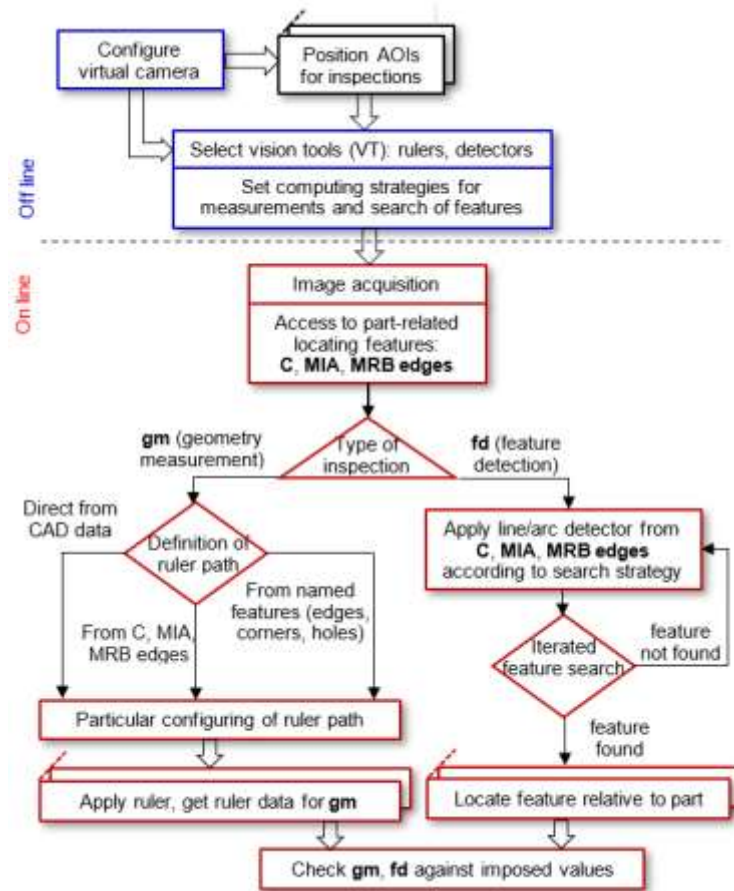 Configure
virtual camera
Position AOIs
for inspections
Select vision tools (VT): rulers, detectors
Set computing strategies for
measurements and search of features
Off line
On line
Image acquisition
Access to part-related
locating features:
C, MIA, MRB edges
gm (geometry
measurement)
Type of
inspection
fd (feature
detection)
Direct from
CAD data
Definition of
ruler path
From C, MIA,
MRB edges
From named
features (edges,
corners, holes)
Apply line/arc detector from
C, MIA, MRB edges
according to search strategy
Iterated
feature search
feature
not found
feature
found
Particular configuring of ruler path
Apply ruler, get ruler data for gm
Locate feature relative to part
Check gm, fd against imposed values